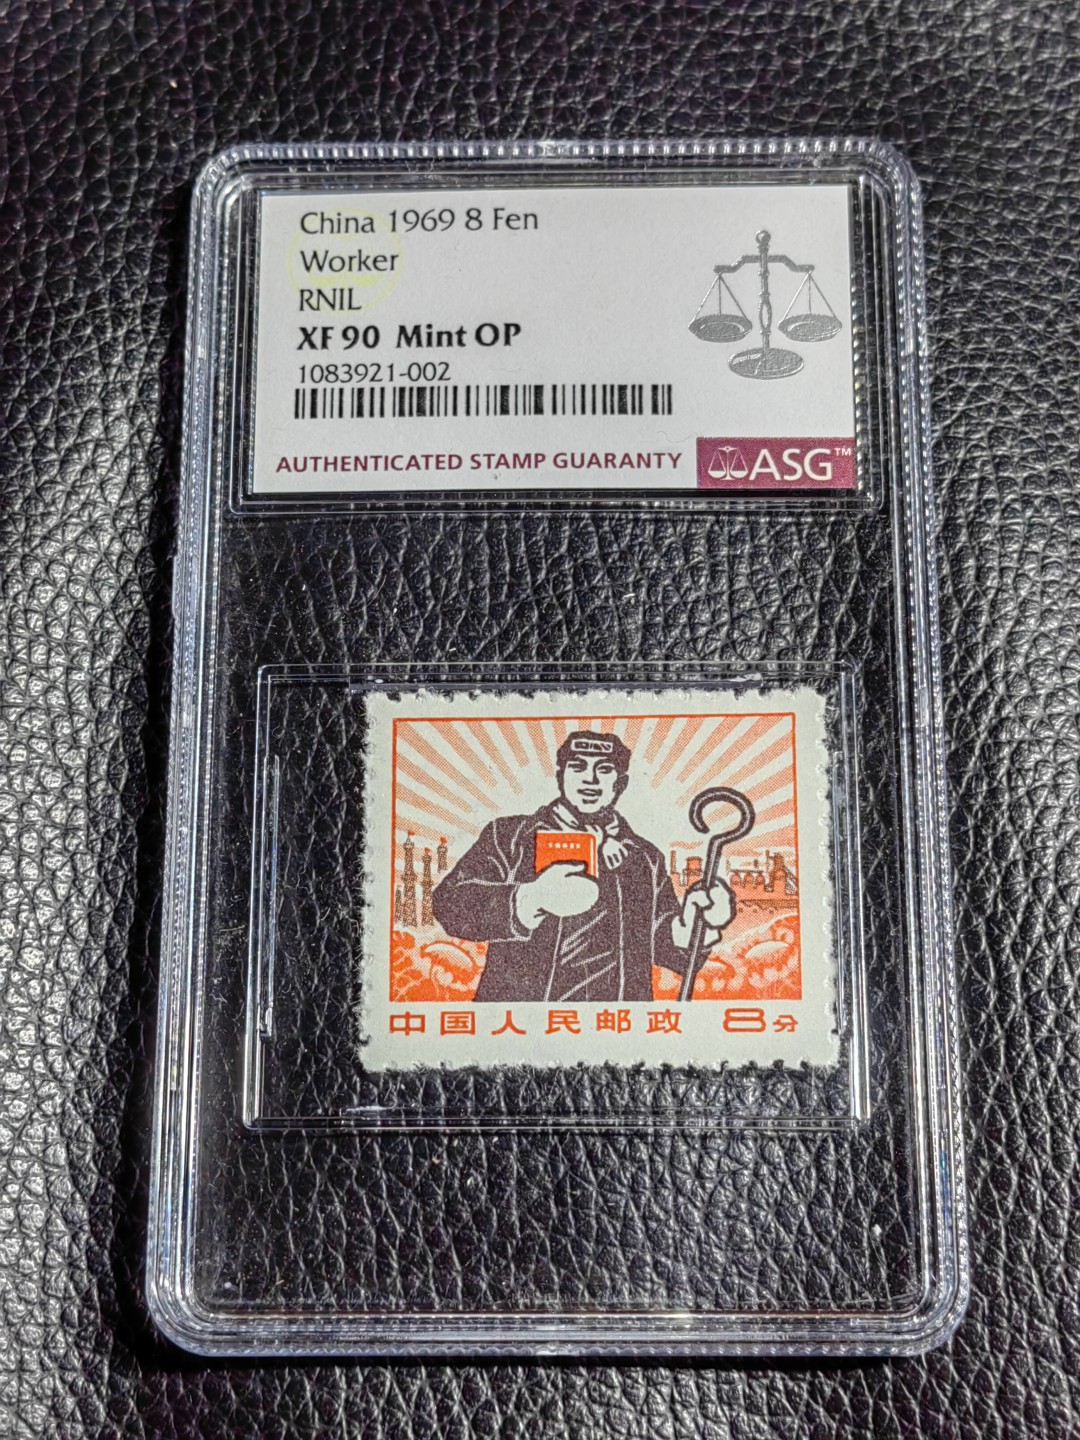 China 1969 8 Fen
Worker
RNIL
XF 90 Mint OP
1083921-002
AUTHENTICATED STAMP GUARANTY
ASG™
中国人民邮政 8分